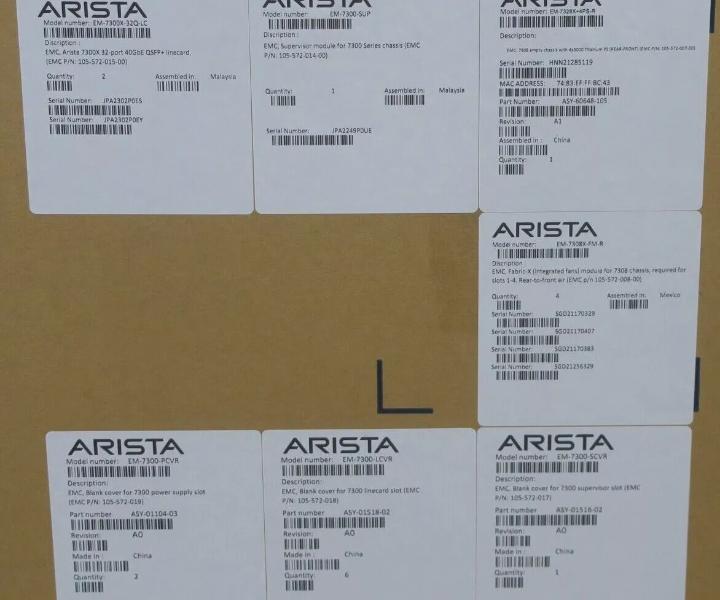 ARISTA
Model number: EM-7300X-32Q-LC
Discription:
EMC, Arista 7300X 32-port 40GbE QSFP+ linecard.
(EMC P/N: 105-572-015-00)
Quantity: 2 Assembled in: Malaysia
Serial Number: JPA2302P0ES
Serial Number: JPA2302P0EY
ARISTA
Model number: EM-7300-SUP
Discription:
EMC, Supervisor module for 7300 Series chassis (EMC
P/N: 105-572-014-00)
Quantity: 1 Assembled in: Malaysia
Serial Number: JPA2249P0UE
ARISTA
Model number:
Description:
Serial Number: HNN21285119
MAC ADDRESS: 74:83:EF:FF:BC:43
Part Number: ASY-60648-105
Revision: A1
Assembled in: China
Quantity: 1
ARISTA
Model number: EM-7308X-FM-R
Discription
EMC, Fabric-X (integrated fans) module for 7308 chassis, required for
slots 1-4. Rear-to-front air (EMC p/n 105-572-008-00)
Quantity: 4 Assembled in: Mexico
Serial Number: SGD21170329
Serial Number: SGD21170407
Serial Number: SGD21170383
Serial Number: SGD21256329
ARISTA
Model number: EM-7300-PCVR
Description:
EMC, Blank cover for 7300 power supply slot
(EMC P/N: 105-572-019)
Part number ASY-01104-03
Revision: A0
Made in: China
Quantity: 2
ARISTA
Model number: EM-7300-LCVR
Description:
EMC, Blank cover for 7300 linecard slot (EMC
P/N: 105-572-018)
Part number ASY-01518-02
Revision: A0
Made in: China
Quantity: 6
ARISTA
Model number: EM-7300-SCVR
Description:
EMC, Blank cover for 7300 supervisor slot (EMC
P/N: 105-572-017)
Part number ASY-01516-02
Revision: A0
Made in: China
Quantity: 1